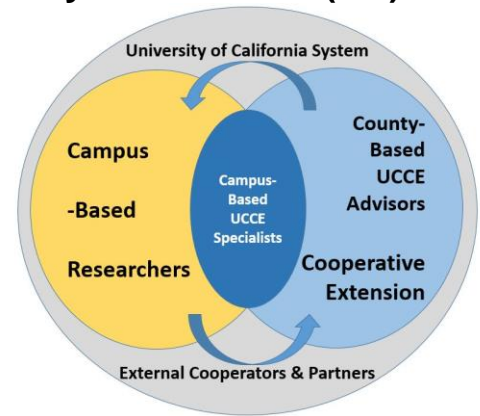 University of California System
Campus
-Based
Researchers
Campus-
Based
UCCE
Specialists
County-
Based
UCCE
Advisors
Cooperative
Extension
External Cooperators & Partners